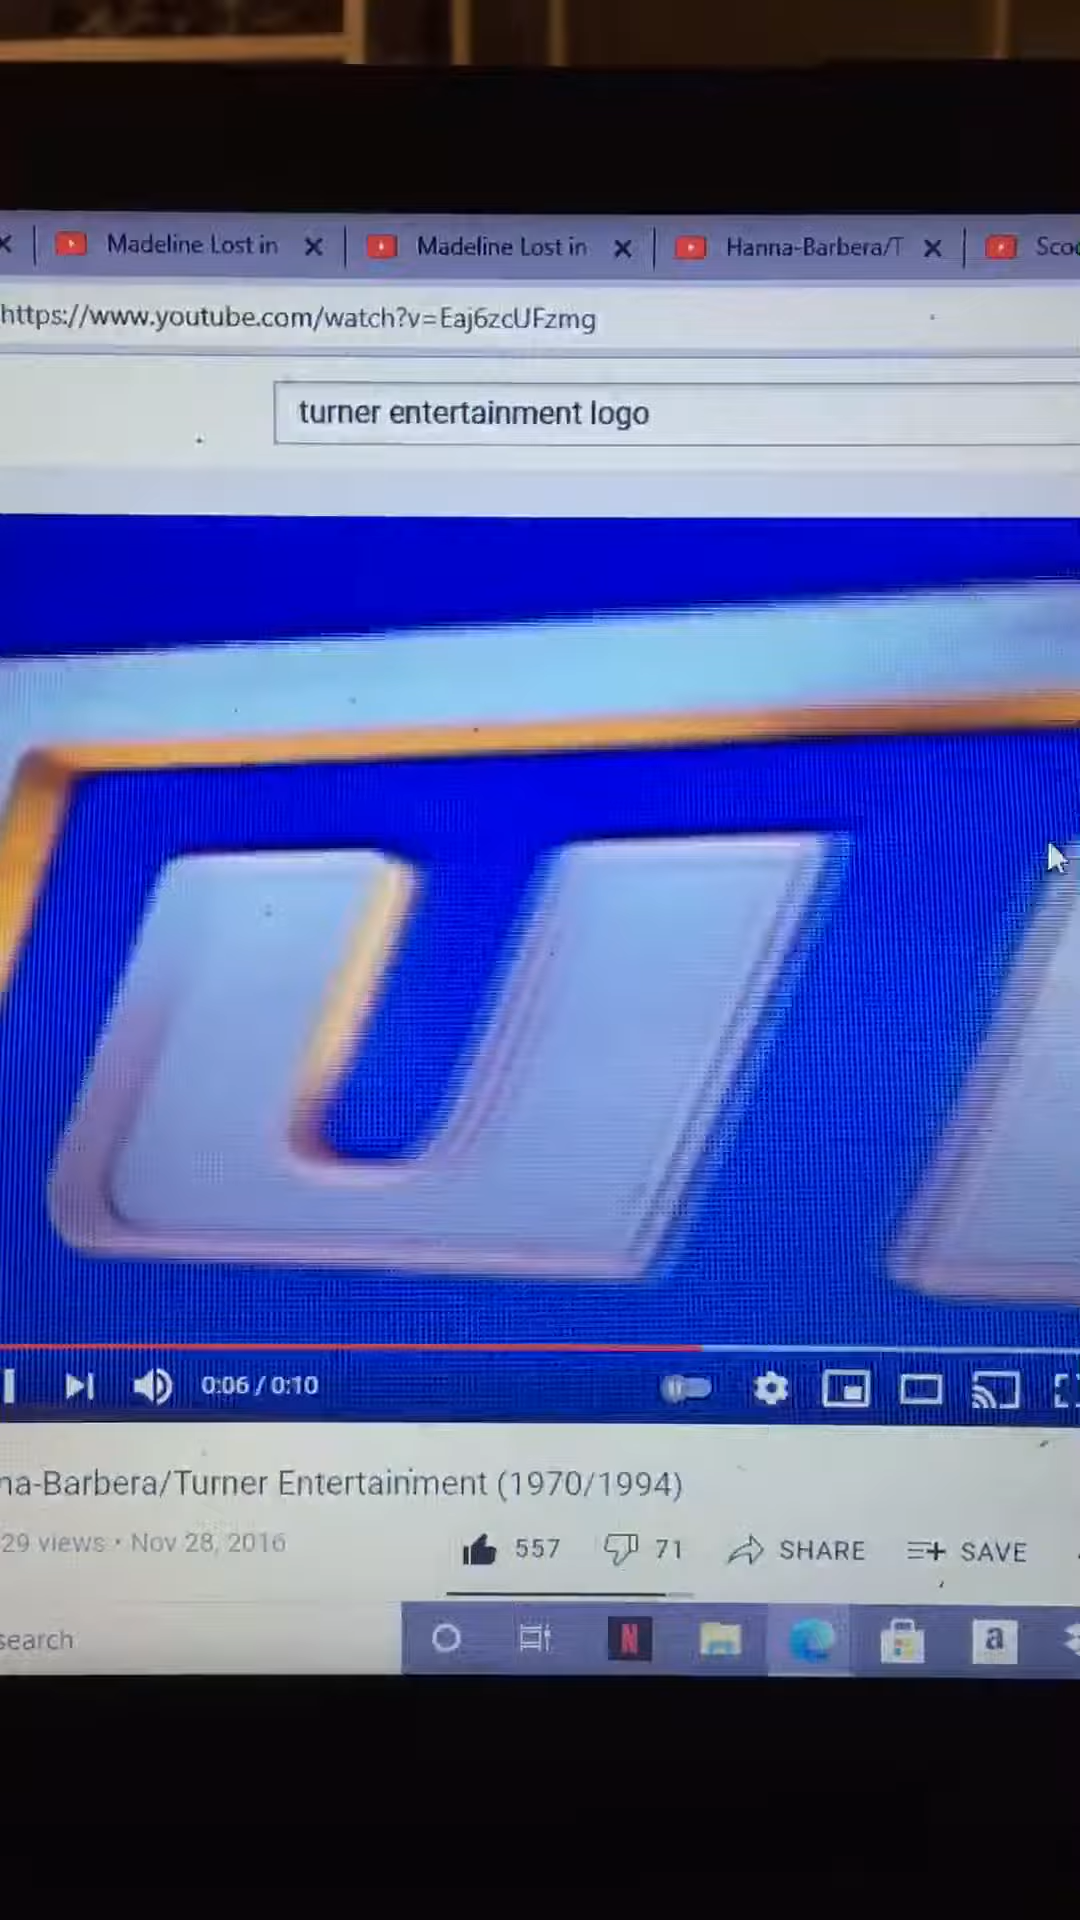 Madeline Lost in
Madeline Lost in
Hanna-Barbera/T
Scoo
https://www.youtube.com/watch?v=Eaj6zcUFzmg
turner entertainment logo
u
0:06 / 0:10
na-Barbera/Turner Entertainment (1970/1994)
29 views • Nov 28, 2016
557
71
SHARE
SAVE
search
N
a